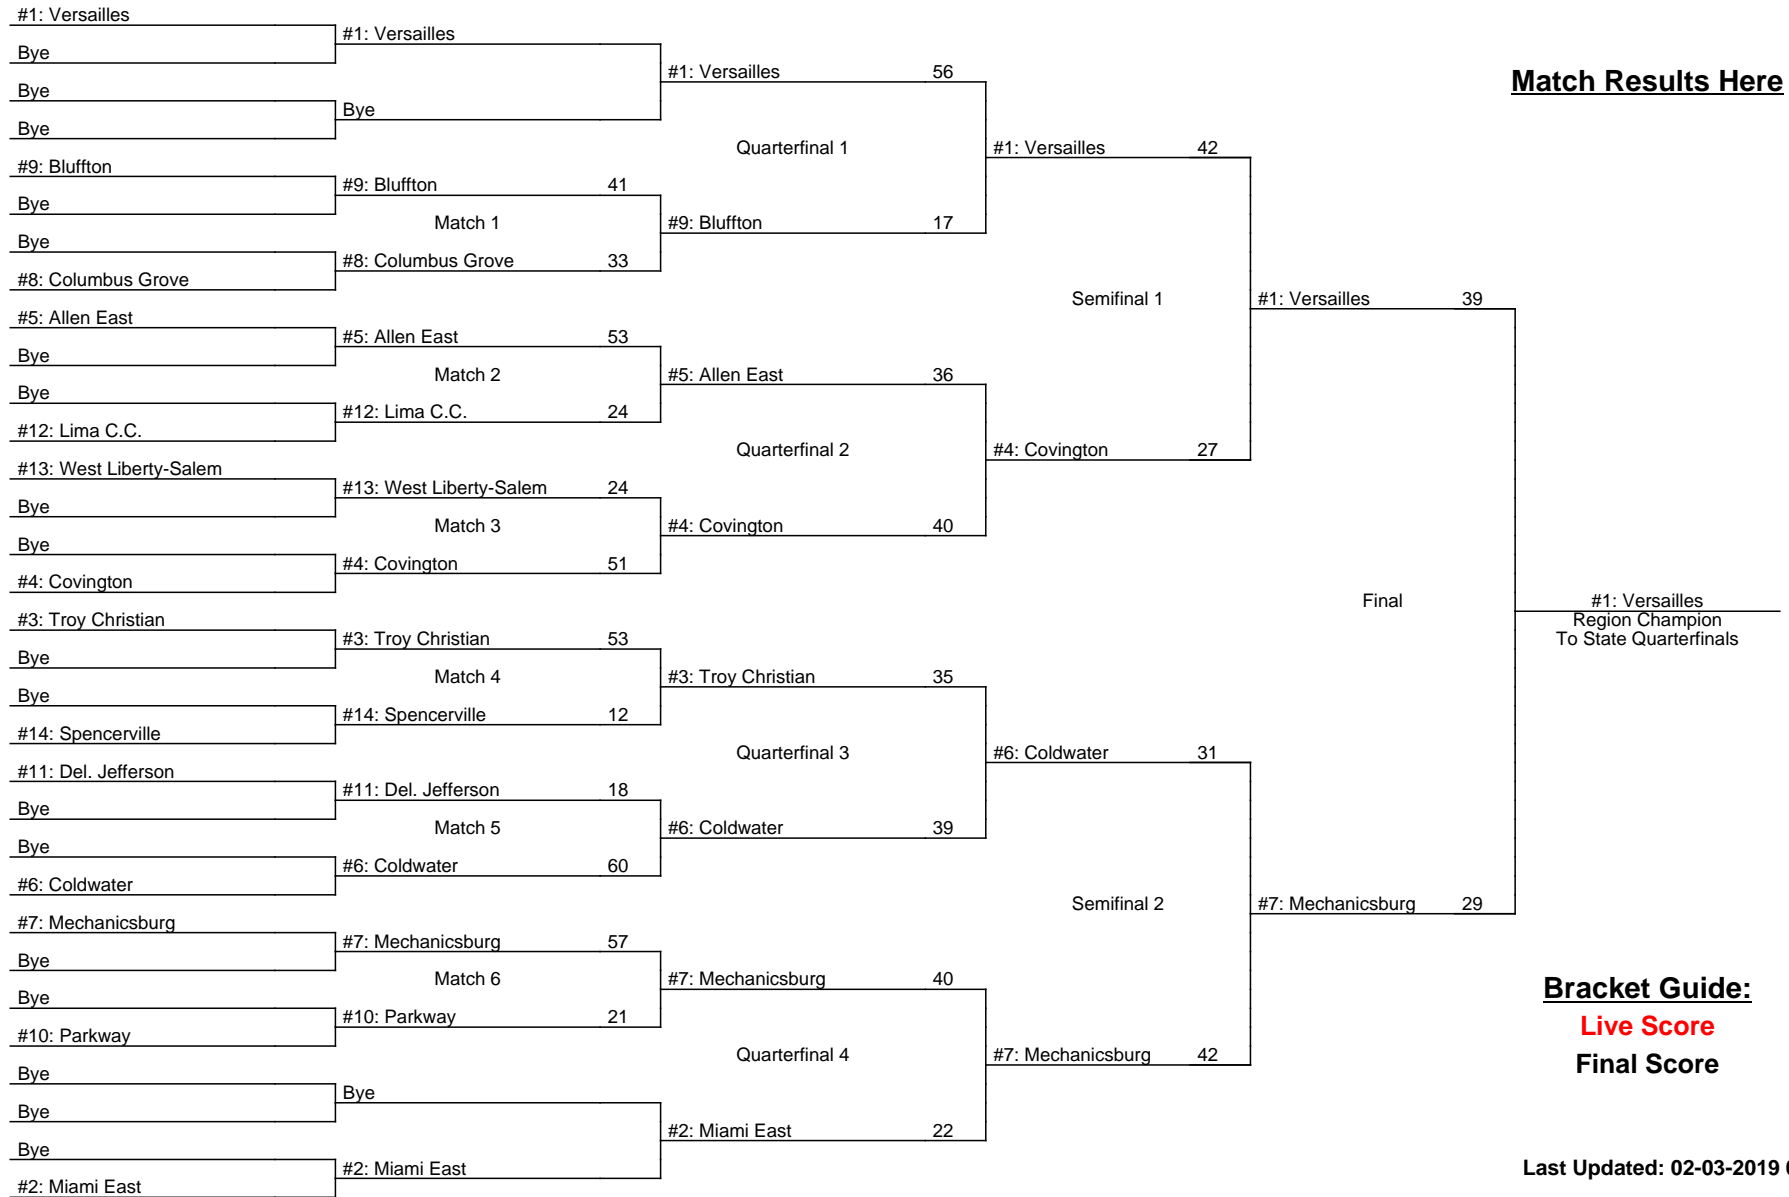 #1: Versailles
Bye
Bye
Bye
#9: Bluffton
Bye
Bye
#8: Columbus Grove
#5: Allen East
Bye
Bye
#12: Lima C.C.
#13: West Liberty-Salem
Bye
Bye
#4: Covington
#3: Troy Christian
Bye
Bye
#14: Spencerville
#11: Del. Jefferson
Bye
Bye
#6: Coldwater
#7: Mechanicsburg
Bye
Bye
#10: Parkway
Bye
Bye
Bye
#2: Miami East
#1: Versailles
Bye
#9: Bluffton 41
Match 1
#8: Columbus Grove 33
#5: Allen East 53
Match 2
#12: Lima C.C. 24
#13: West Liberty-Salem 24
Match 3
#4: Covington 51
#3: Troy Christian 53
Match 4
#14: Spencerville 12
#11: Del. Jefferson 18
Match 5
#6: Coldwater 60
#7: Mechanicsburg 57
Match 6
#10: Parkway 21
Bye
#2: Miami East
#1: Versailles 56
Quarterfinal 1
#9: Bluffton 17
#5: Allen East 36
Quarterfinal 2
#4: Covington 40
#3: Troy Christian 35
Quarterfinal 3
#6: Coldwater 39
#7: Mechanicsburg 40
Quarterfinal 4
#2: Miami East 22
#1: Versailles 42
Semifinal 1
#4: Covington 27
#6: Coldwater 31
Semifinal 2
#7: Mechanicsburg 42
#1: Versailles 39
Final
#7: Mechanicsburg 29
#1: Versailles
Region Champion
To State Quarterfinals
Match Results Here
Bracket Guide:
Live Score
Final Score
Last Updated: 02-03-2019